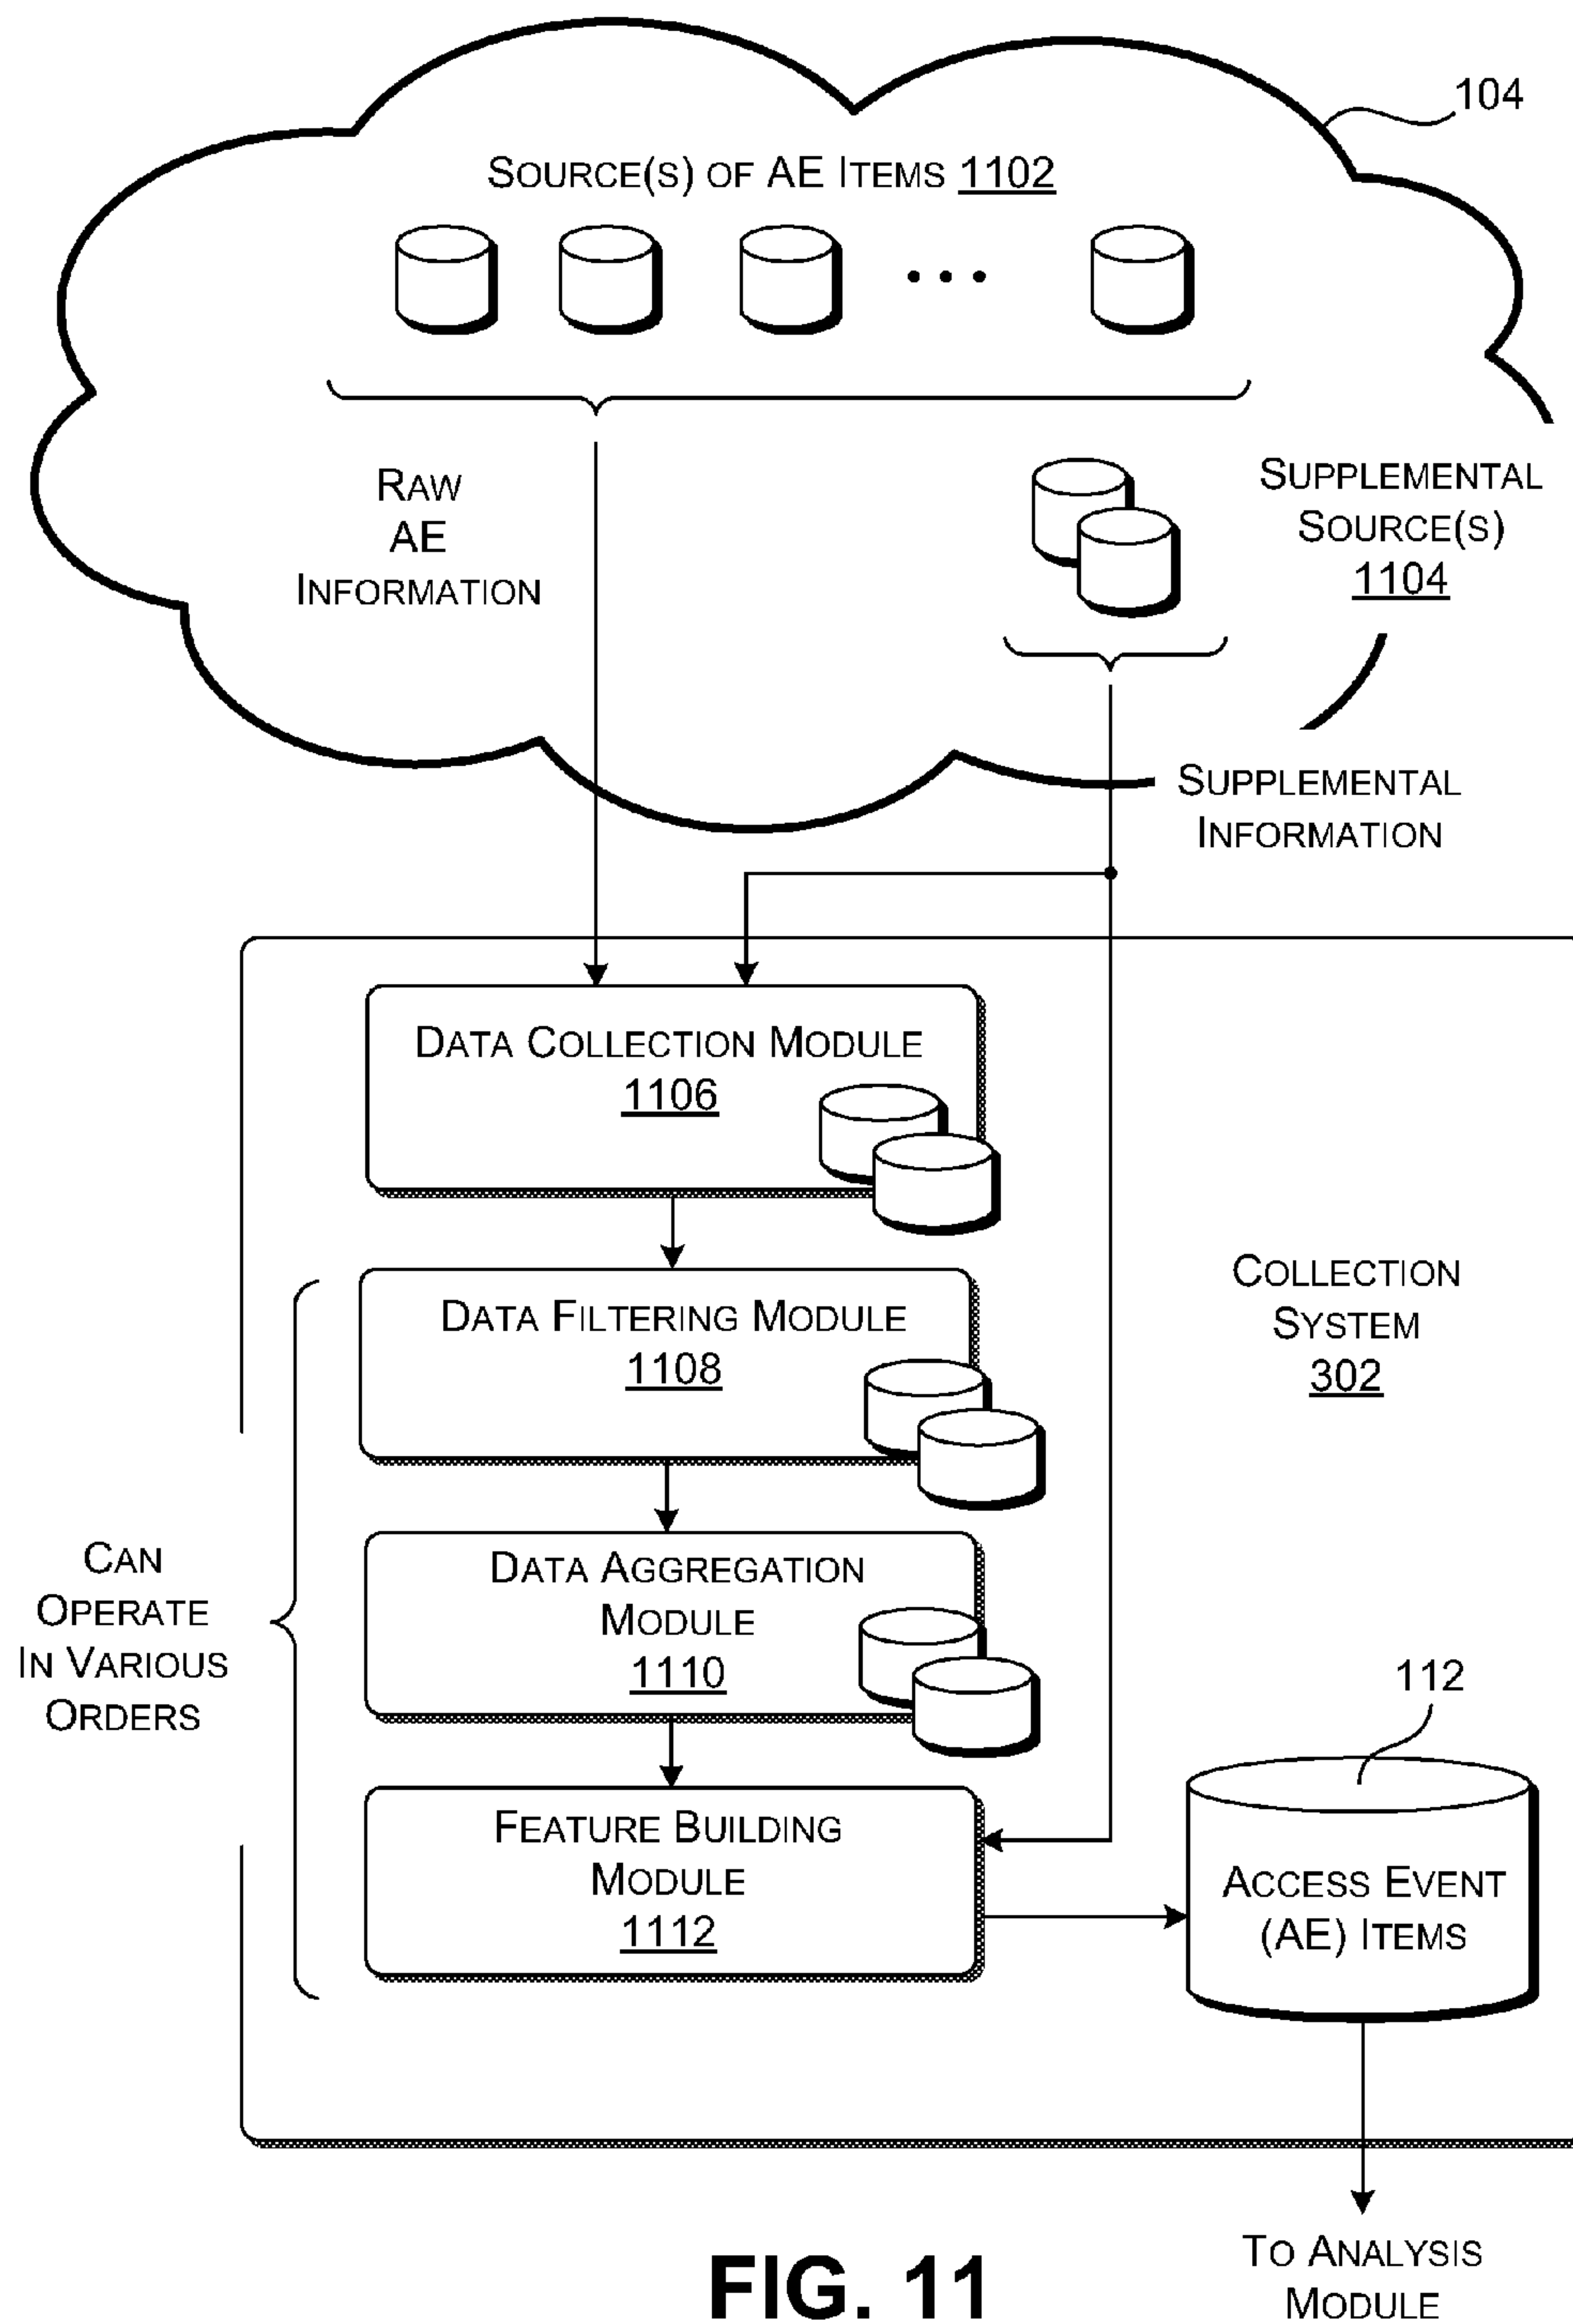 104
SOURCE(S) OF AE ITEMS 1102
RAW
AE
INFORMATION
SUPPLEMENTAL
SOURCE(S)
1104
SUPPLEMENTAL
INFORMATION
DATA COLLECTION MODULE
1106
DATA FILTERING MODULE
1108
COLLECTION
SYSTEM
302
CAN
OPERATE
IN VARIOUS
ORDERS
DATA AGGREGATION
MODULE
1110
112
FEATURE BUILDING
MODULE
1112
ACCESS EVENT
(AE) ITEMS
TO ANALYSIS
MODULE
FIG. 11